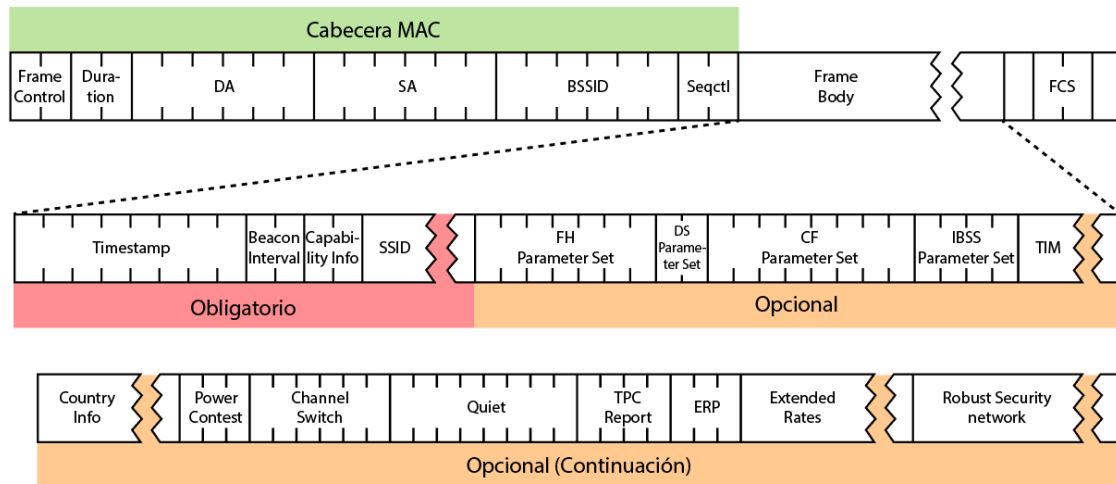 Cabecera MAC
Frame
Control
Dura-
tion
DA
SA
BSSID
Seqctl
Frame
Body
FCS
Timestamp
Beacon
Interval
Capabi-
lity Info
SSID
FH
Parameter Set
DS
Parame-
ter Set
CF
Parameter Set
IBSS
Parameter Set
TIM
Obligatorio
Opcional
Country
Info
Power
Contest
Channel
Switch
Quiet
TPC
Report
ERP
Extended
Rates
Robust Security
network
Opcional (Continuación)